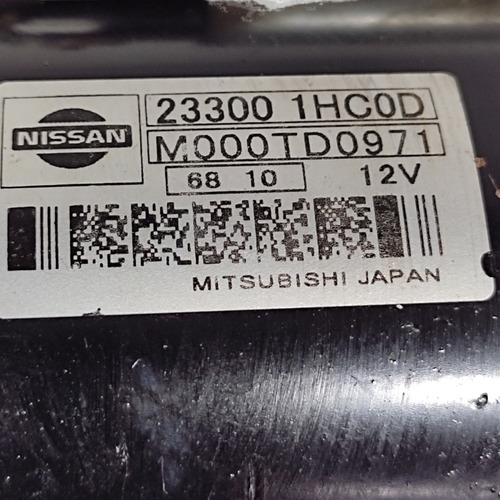 NISSAN
23300 1HC0D
M000TD0971
68 10 12V
MITSUBISHI JAPAN